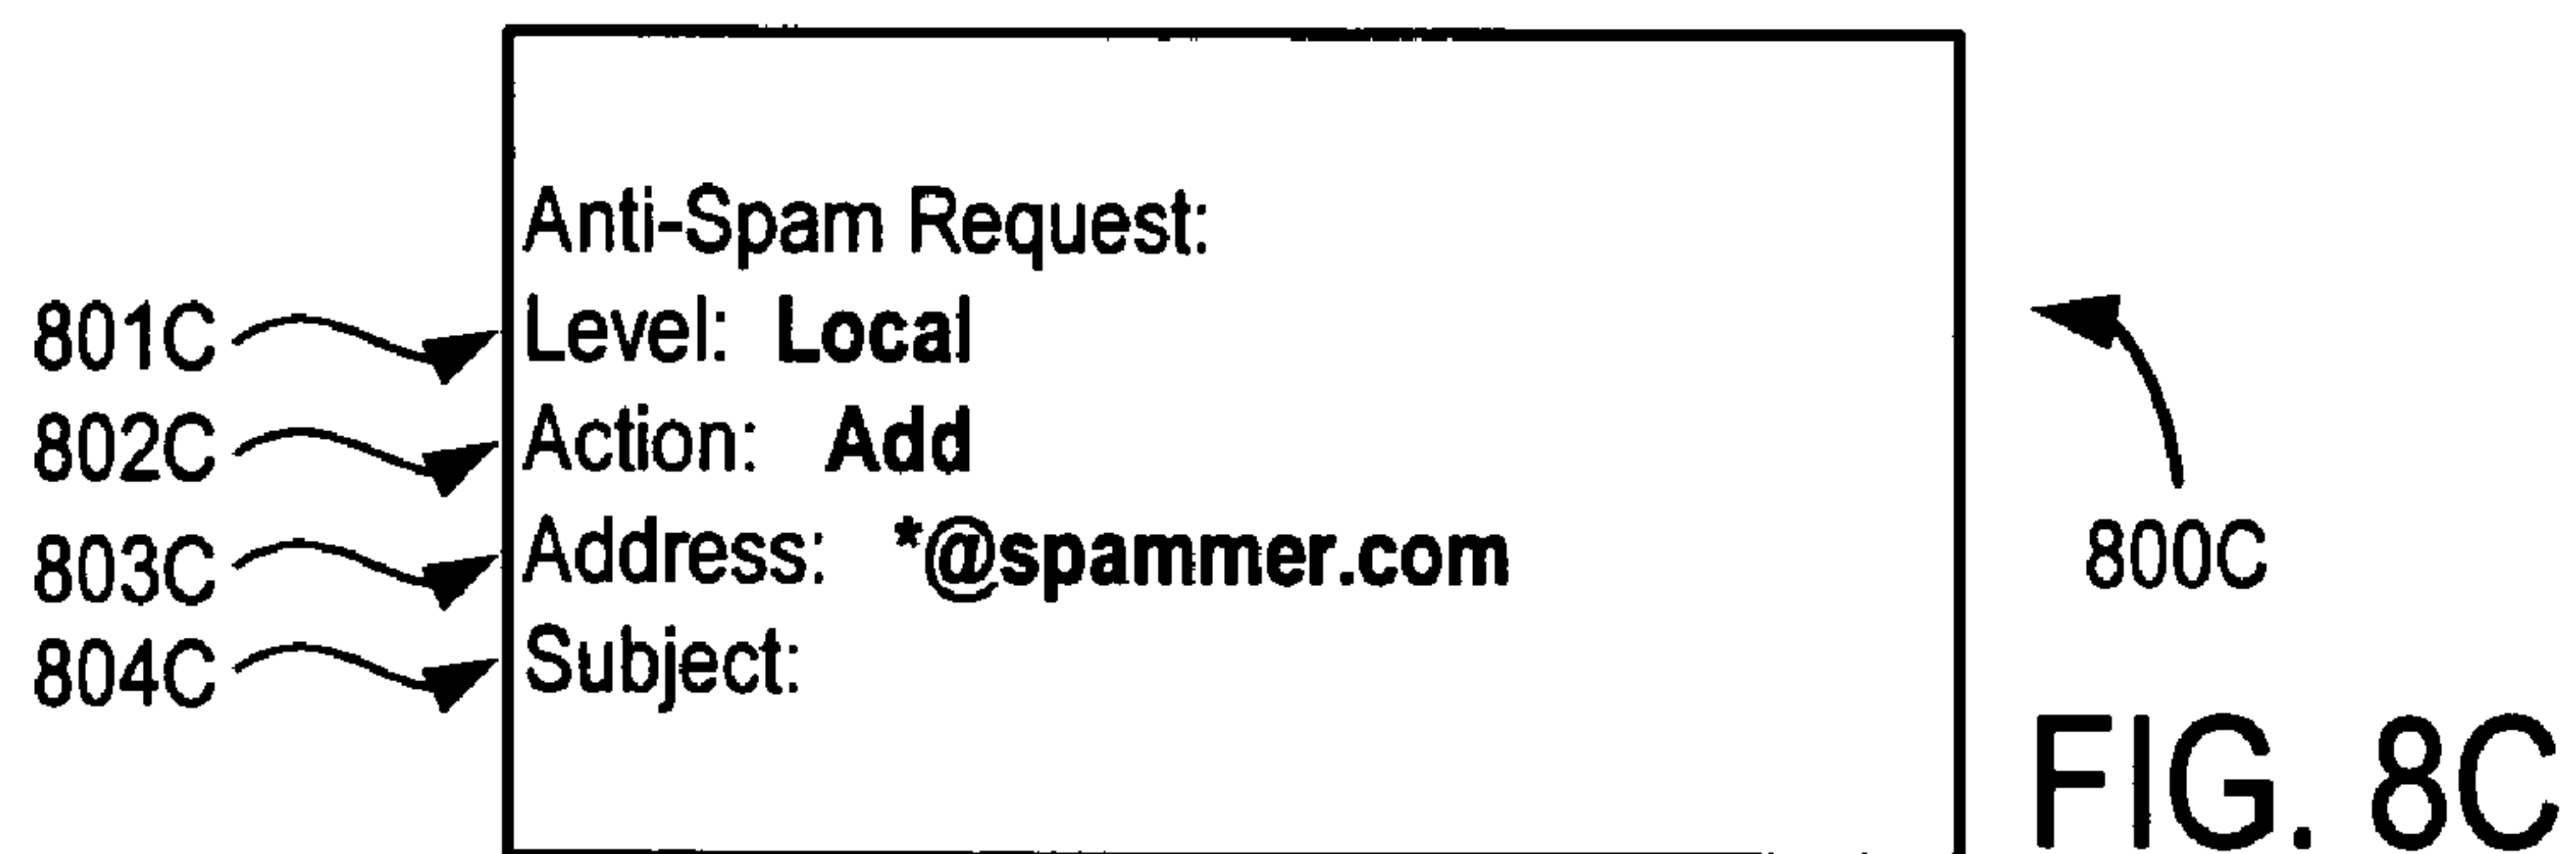 Anti-Spam Request:
801C Level: Local
802C Action: Add
803C Address: *@spammer.com
800C
804C Subject:
FIG. 8C